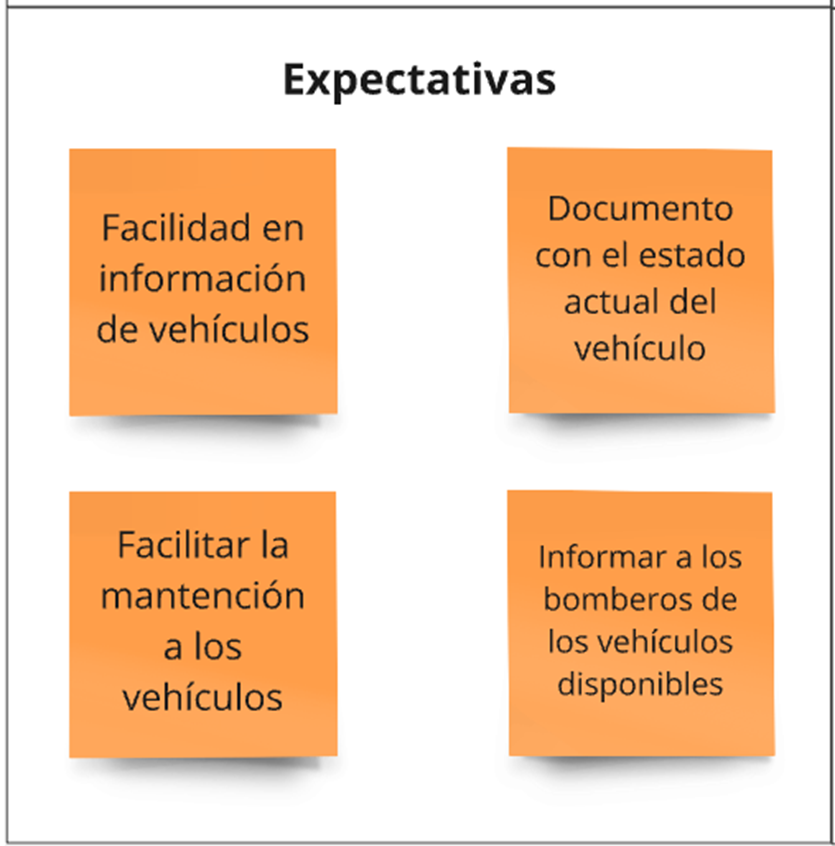 Expectativas
Facilidad en
información
de vehículos
Documento
con el estado
actual del
vehículo
Facilitar la
mantención
a los
vehículos
Informar a los
bomberos de
los vehículos
disponibles